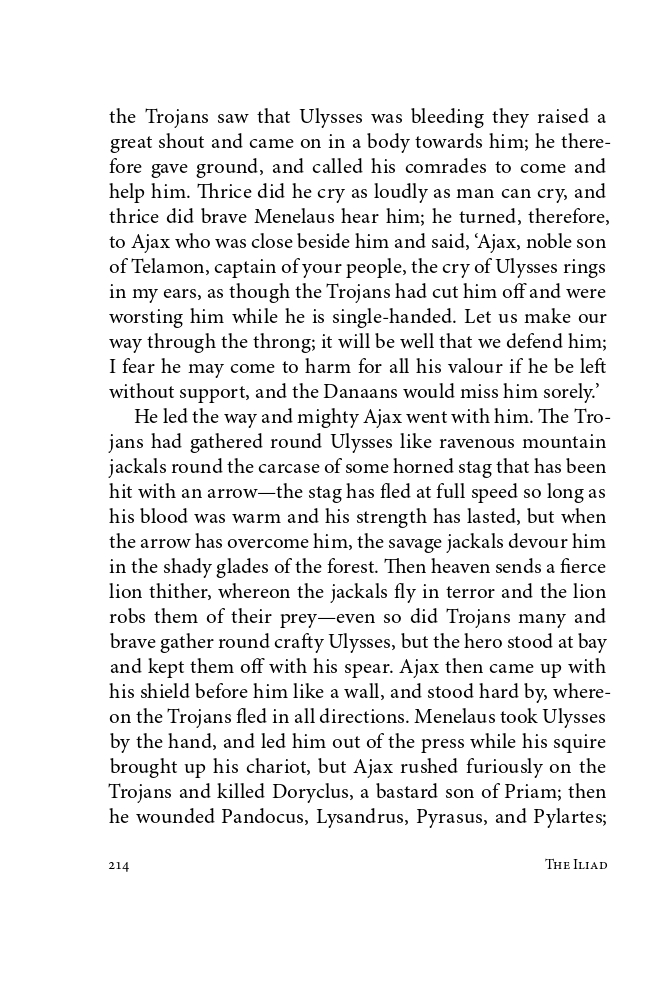 the Trojans saw that Ulysses was bleeding they raised a
great shout and came on in a body towards him; he there-
fore gave ground, and called his comrades to come and
help him. Thrice did he cry as loudly as man can cry, and
thrice did brave Menelaus hear him; he turned, therefore,
to Ajax who was close beside him and said, ‘Ajax, noble son
of Telamon, captain of your people, the cry of Ulysses rings
in my ears, as though the Trojans had cut him off and were
worsting him while he is single-handed. Let us make our
way through the throng; it will be well that we defend him;
I fear he may come to harm for all his valour if he be left
without support, and the Danaans would miss him sorely.’
He led the way and mighty Ajax went with him. The Tro-
jans had gathered round Ulysses like ravenous mountain
jackals round the carcase of some horned stag that has been
hit with an arrow—the stag has fled at full speed so long as
his blood was warm and his strength has lasted, but when
the arrow has overcome him, the savage jackals devour him
in the shady glades of the forest. Then heaven sends a fierce
lion thither, whereon the jackals fly in terror and the lion
robs them of their prey—even so did Trojans many and
brave gather round crafty Ulysses, but the hero stood at bay
and kept them off with his spear. Ajax then came up with
his shield before him like a wall, and stood hard by, where-
on the Trojans fled in all directions. Menelaus took Ulysses
by the hand, and led him out of the press while his squire
brought up his chariot, but Ajax rushed furiously on the
Trojans and killed Doryclus, a bastard son of Priam; then
he wounded Pandocus, Lysandrus, Pyrasus, and Pylartes;
214 The Iliad